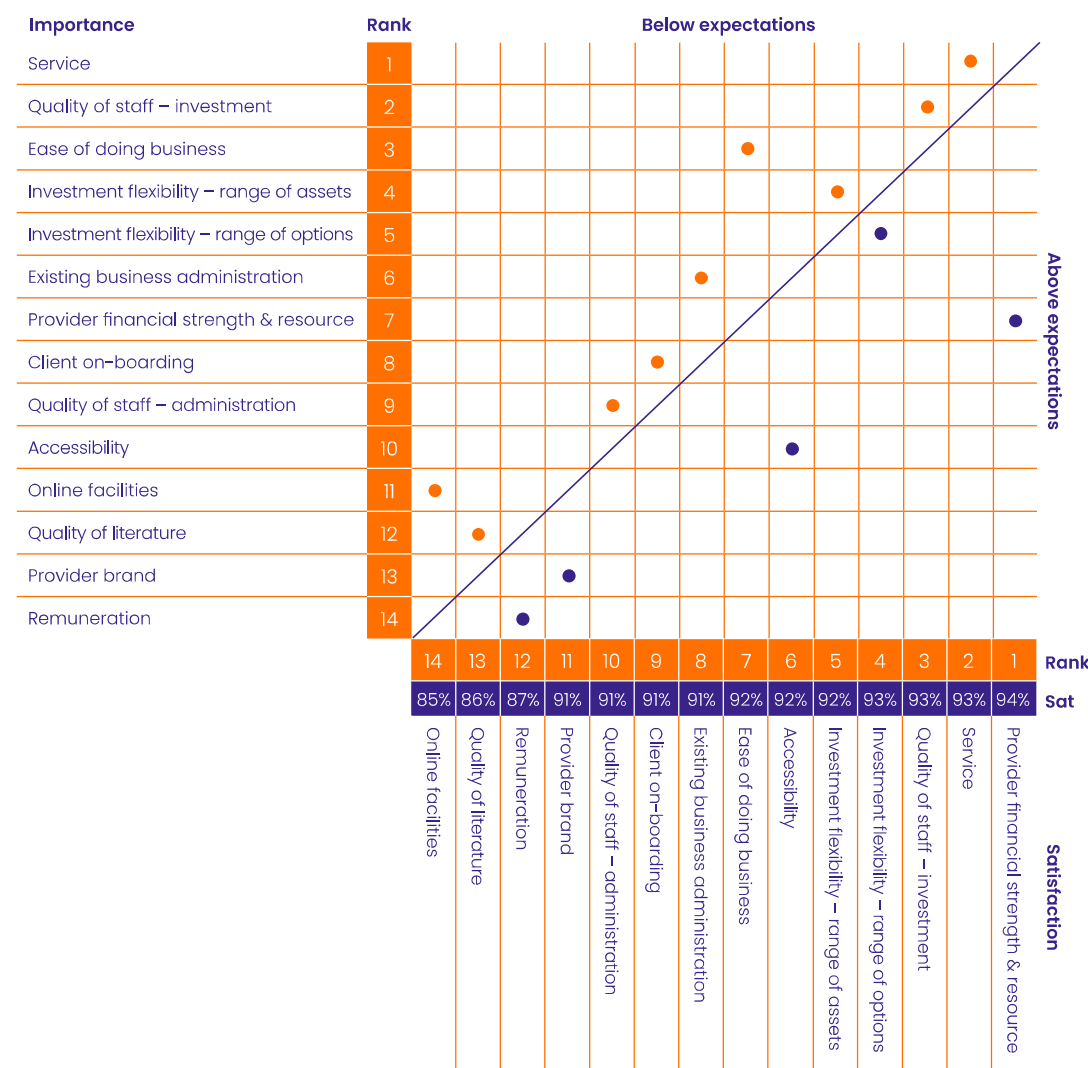 Importance Rank Below expectations
Service 1
Quality of staff – investment 2
Ease of doing business 3
Investment flexibility – range of assets 4
Investment flexibility – range of options 5
Existing business administration 6
Provider financial strength & resource 7
Client on-boarding 8
Quality of staff – administration 9
Accessibility 10
Online facilities 11
Quality of literature 12
Provider brand 13
Remuneration 14
Above expectations
14 13 12 11 10 9 8 7 6 5 4 3 2 1 Rank
85% 86% 87% 91% 91% 91% 91% 92% 92% 92% 93% 93% 93% 94% Sat
Online facilities
Quality of literature
Remuneration
Provider brand
Quality of staff – administration
Client on-boarding
Existing business administration
Ease of doing business
Accessibility
Investment flexibility – range of assets
Investment flexibility – range of options
Quality of staff – investment
Service
Provider financial strength & resource
Satisfaction